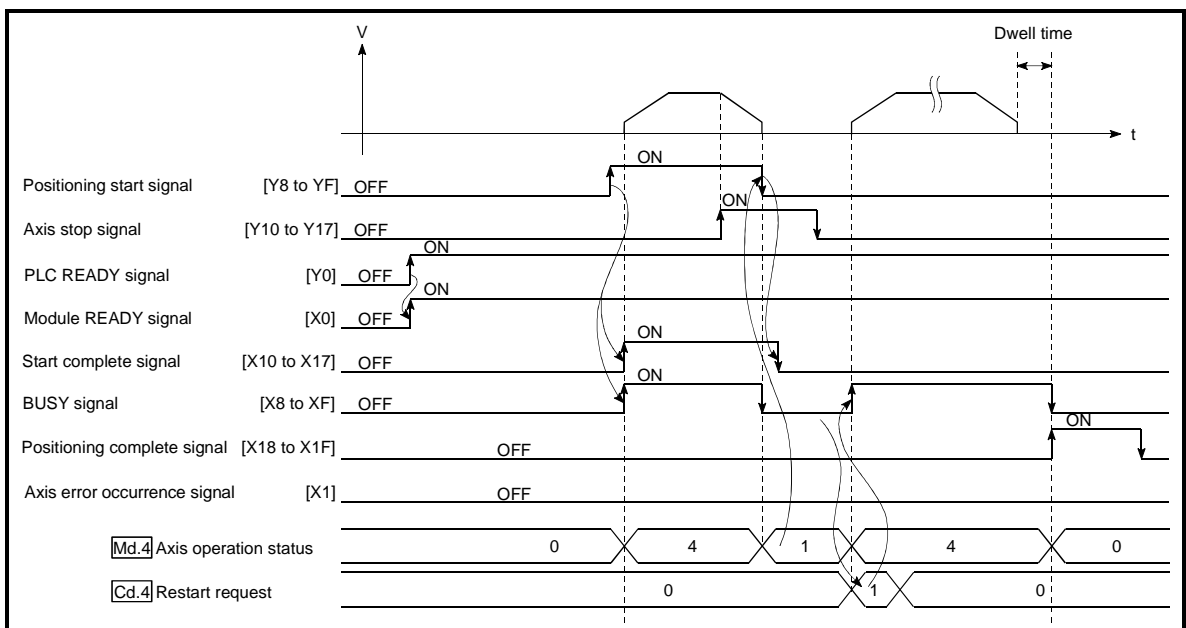 V
Dwell time
t
ON
Positioning start signal [Y8 to YF] OFF
ON
Axis stop signal [Y10 to Y17] OFF
ON
PLC READY signal [Y0] OFF
ON
Module READY signal [X0] OFF
ON
Start complete signal [X10 to X17] OFF
ON
BUSY signal [X8 to XF] OFF
ON
Positioning complete signal [X18 to X1F] OFF
Axis error occurrence signal [X1] OFF
Md.4 Axis operation status 0 4 1 4 0
Cd.4 Restart request 0 1 0